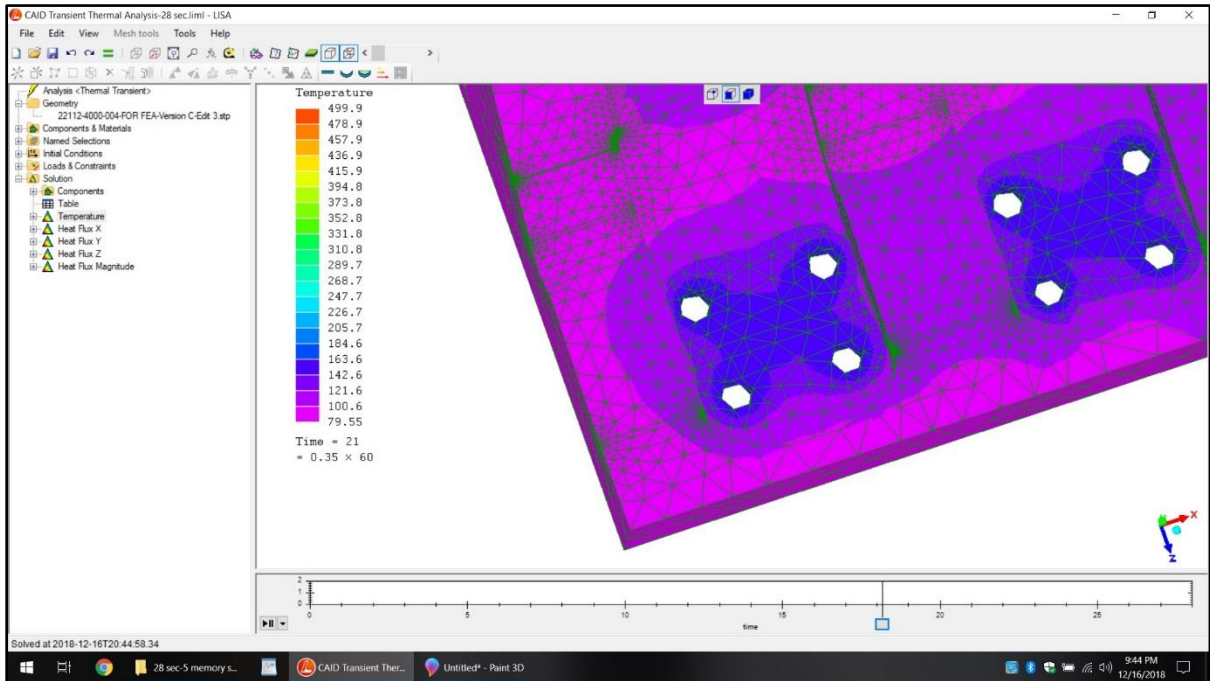 CAID Transient Thermal Analysis-28 sec.liml - LISA
File Edit View Mesh tools Tools Help
Analysis <Thermal Transient>
Geometry
22112-4000-004-FOR FEA-Version C-Edit 3.stp
Components & Materials
Named Selections
Initial Conditions
Loads & Constraints
Solution
Components
Table
Temperature
Heat Flux X
Heat Flux Y
Heat Flux Z
Heat Flux Magnitude
Temperature
499.9
478.9
457.9
436.9
415.9
394.8
373.8
352.8
331.8
310.8
289.7
268.7
247.7
226.7
205.7
184.6
163.6
142.6
121.6
100.6
79.55
Time = 21
= 0.35 × 60
X
Z
2
1
0
0 5 10 15 20 25
time
Solved at 2018-12-16T20:44:58.34
28 sec-5 memory s... CAID Transient Ther... Untitled* - Paint 3D 9:44 PM
12/16/2018